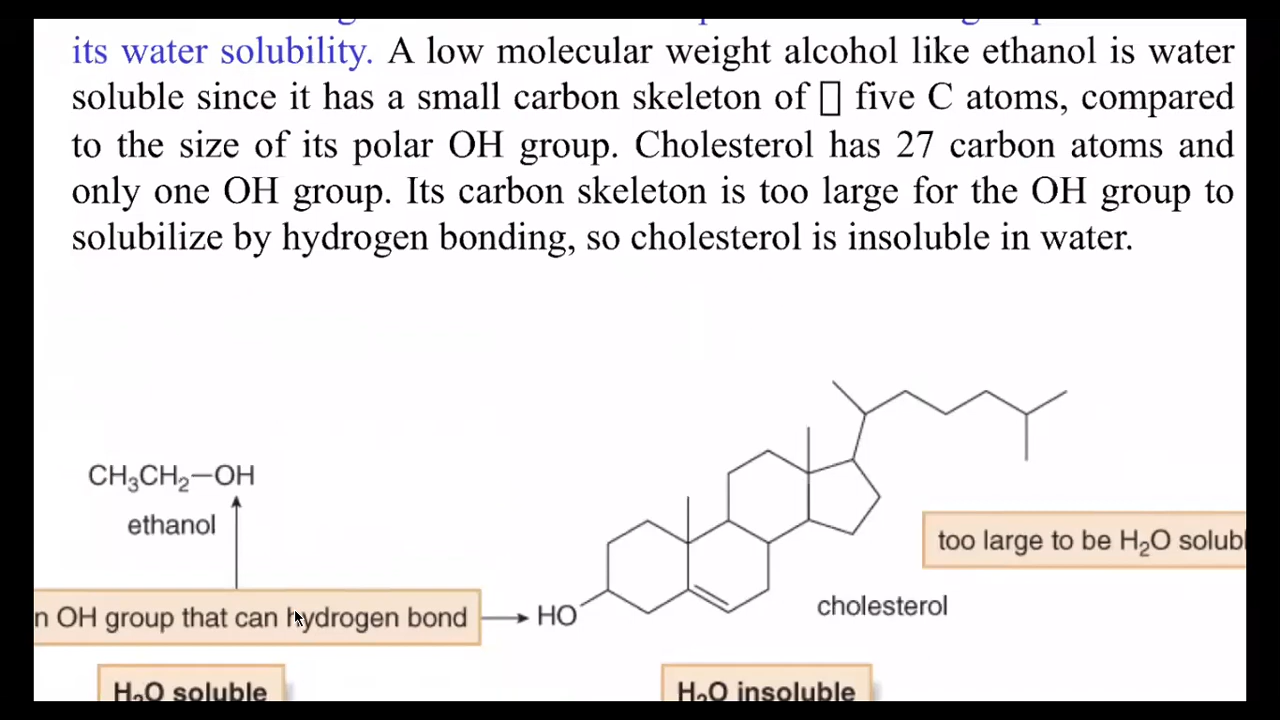 its water solubility. A low molecular weight alcohol like ethanol is water
soluble since it has a small carbon skeleton of □ five C atoms, compared
to the size of its polar OH group. Cholesterol has 27 carbon atoms and
only one OH group. Its carbon skeleton is too large for the OH group to
solubilize by hydrogen bonding, so cholesterol is insoluble in water.
CH₃CH₂—OH
ethanol
n OH group that can hydrogen bond
HO
cholesterol
too large to be H₂O solubl
H₂O soluble
H₂O insoluble